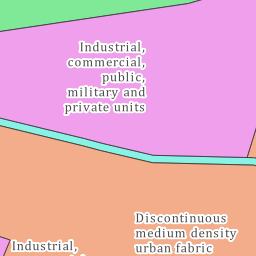 Industrial,
commercial,
public,
military and
private units
Discontinuous
medium density
urban fabric
Industrial,